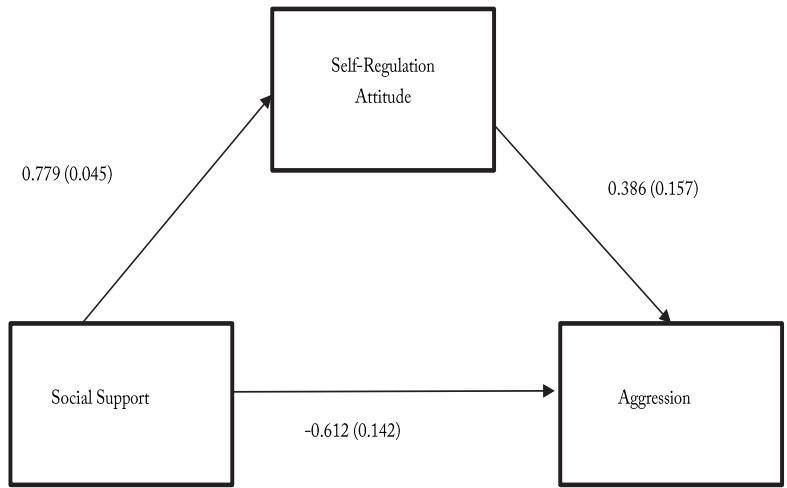 Self-Regulation
Attitude
0.779 (0.045)
0.386 (0.157)
Social Support
Aggression
-0.612 (0.142)